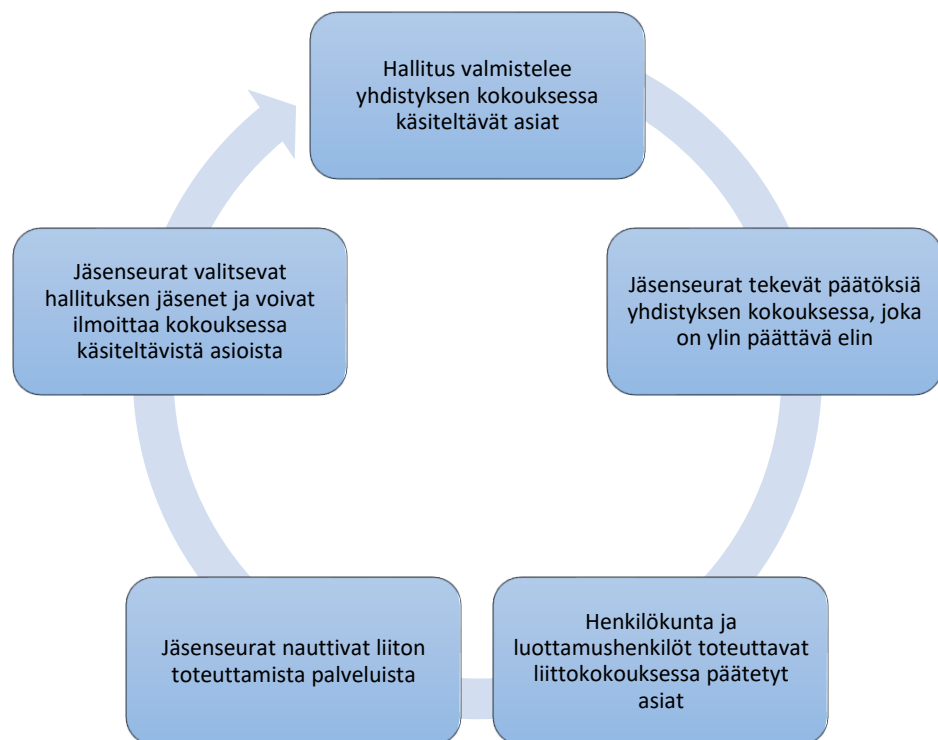 Hallitus valmistelee
yhdistyksen kokouksessa
käsiteltävät asiat
Jäsenseurat tekevät päätöksiä
yhdistyksen kokouksessa, joka
on ylin päättävä elin
Henkilökunta ja
luottamushenkilöt toteuttavat
liittokokouksessa päätetyt
asiat
Jäsenseurat nauttivat liiton
toteuttamista palveluista
Jäsenseurat valitsevat
hallituksen jäsenet ja voivat
ilmoittaa kokouksessa
käsiteltävistä asioista